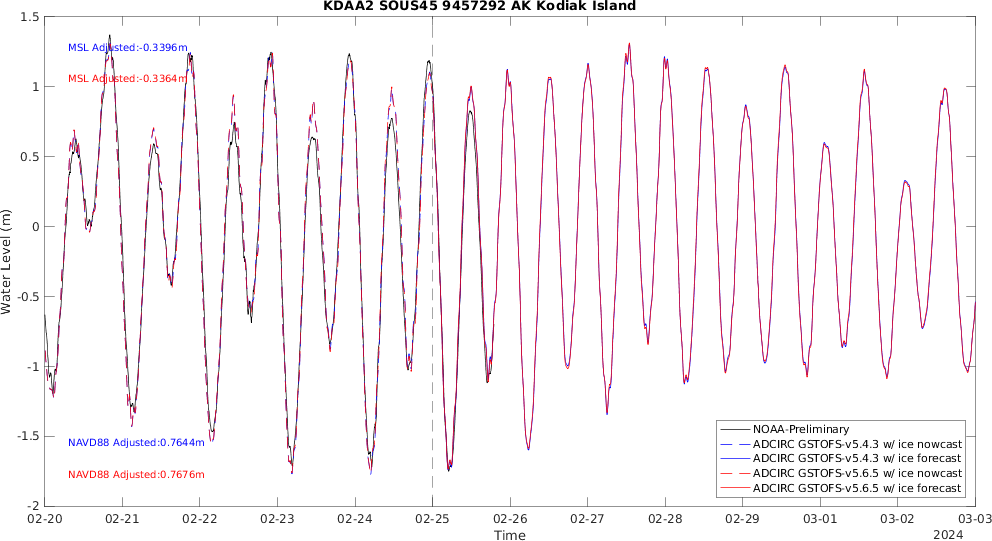 KDAA2 SOUS45 9457292 AK Kodiak Island
1.5
1
0.5
0
-0.5
-1
-1.5
-2
Water Level (m)
MSL Adjusted:-0.3396m
MSL Adjusted:-0.3364m
NAVD88 Adjusted:0.7644m
NAVD88 Adjusted:0.7676m
NOAA-Preliminary
ADCIRC GSTOFS-v5.4.3 w/ ice nowcast
ADCIRC GSTOFS-v5.4.3 w/ ice forecast
ADCIRC GSTOFS-v5.6.5 w/ ice nowcast
ADCIRC GSTOFS-v5.6.5 w/ ice forecast
02-20 02-21 02-22 02-23 02-24 02-25 02-26 02-27 02-28 02-29 03-01 03-02 03-03
Time
2024